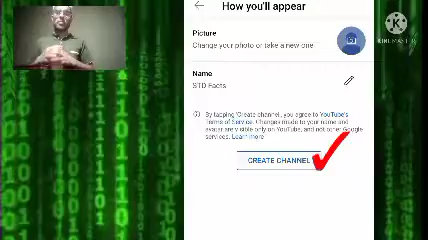 How you'll appear
Picture
Change your photo or take a new one
Name
STD Facts
By tapping 'Create channel', you agree to YouTube's
Terms of Service. Changes made to your name and
avatar are visible only on YouTube, and not other Google
services. Learn more
CREATE CHANNEL
KINEMASTER